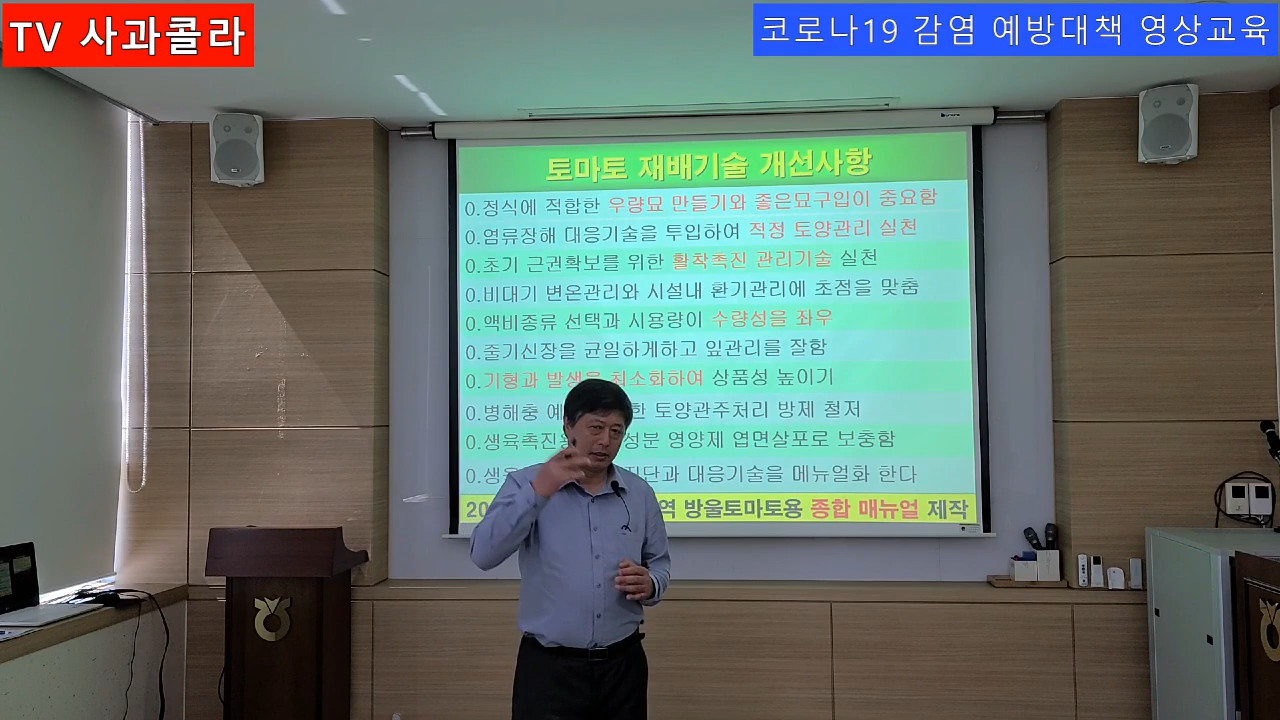 TV 사과콜라
코로나19 감염 예방대책 영상교육
토마토 재배기술 개선사항
0.정식에 적합한 우량묘 만들기와 좋은묘구입이 중요함
0.염류장해 대응기술을 투입하여 적정 토양관리 실천
0.초기 근권확보를 위한 활착촉진 관리기술 실천
0.비대기 변온관리와 시설내 환기관리에 초점을 맞춤
0.액비종류 선택과 시용량이 수량성을 좌우
0.줄기신장을 균일하게하고 잎관리를 잘함
0.기형과 발생을 최소화하여 상품성 높이기
0.병해충 토양관주처리 방제 철저
0.생육촉진 성분 영양제 엽면살포로 보충함
0.생육 진단과 대응기술을 메뉴얼화 한다
20 방울토마토용 종합 매뉴얼 제작